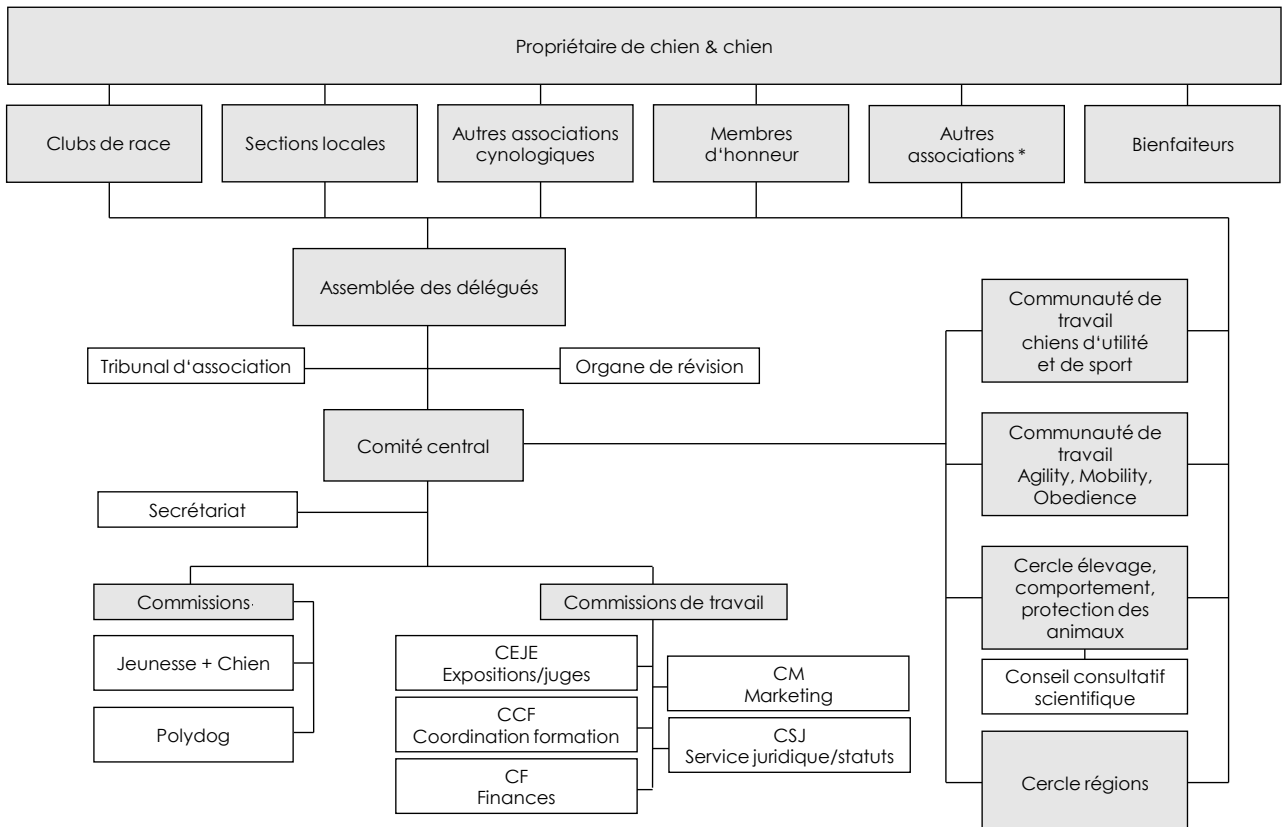 Propriétaire de chien & chien
Clubs de race
Sections locales
Autres associations
cynologiques
Membres
d'honneur
Autres
associations *
Bienfaiteurs
Assemblée des délégués
Tribunal d'association
Organe de révision
Comité central
Secrétariat
Commissions
Jeunesse + Chien
Polydog
Commissions de travail
CEJE
Expositions/juges
CCF
Coordination formation
CF
Finances
CM
Marketing
CSJ
Service juridique/statuts
Communauté de
travail
chiens d'utilité
et de sport
Communauté de
travail
Agility, Mobility,
Obedience
Cercle élevage,
comportement,
protection des
animaux
Conseil consultatif
scientifique
Cercle régions